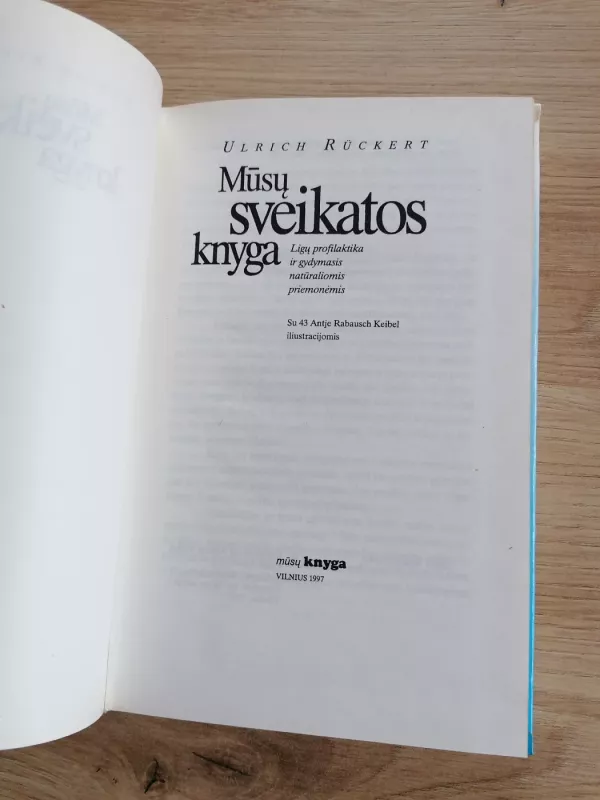 ULRICH RÜCKERT
Mūsų
sveikatos
knyga
Ligų profilaktika
ir gydymasis
natūraliomis
priemonėmis
Su 43 Antje Rabausch Keibel
iliustracijomis
mūsų knyga
VILNIUS 1997